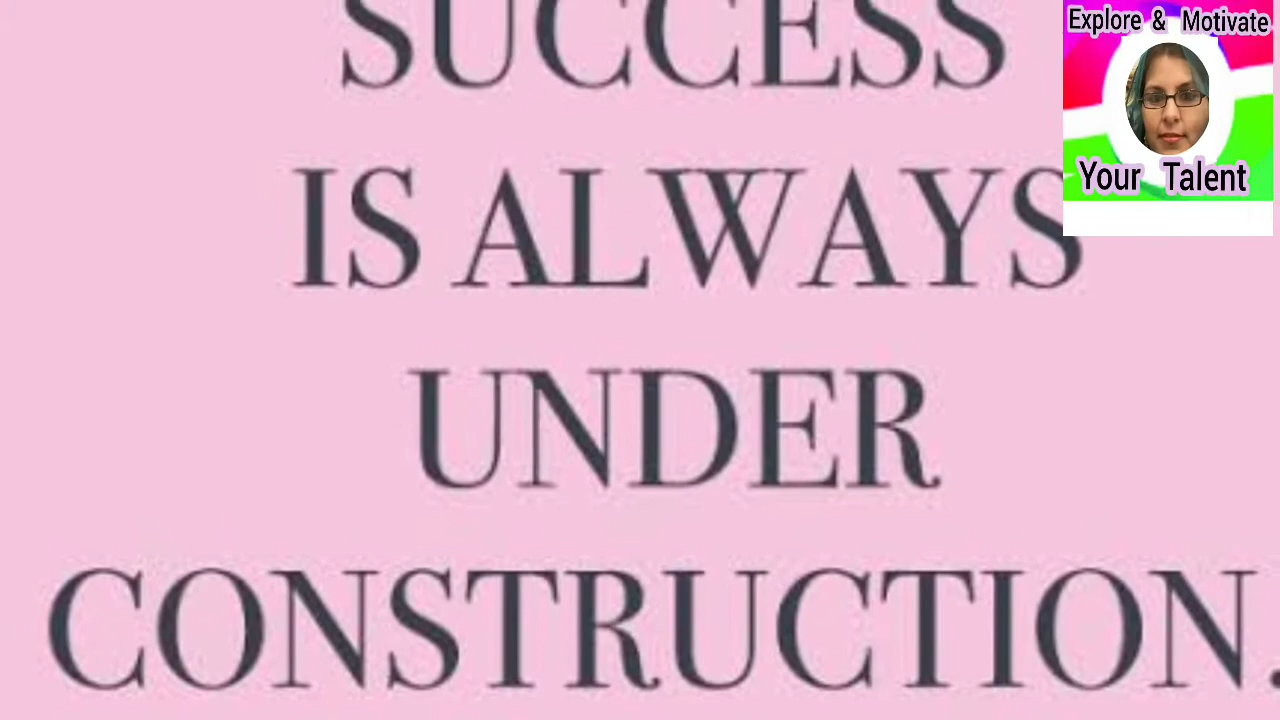 SUCCESS
IS ALWAYS
UNDER
CONSTRUCTION.
Explore & Motivate
Your Talent